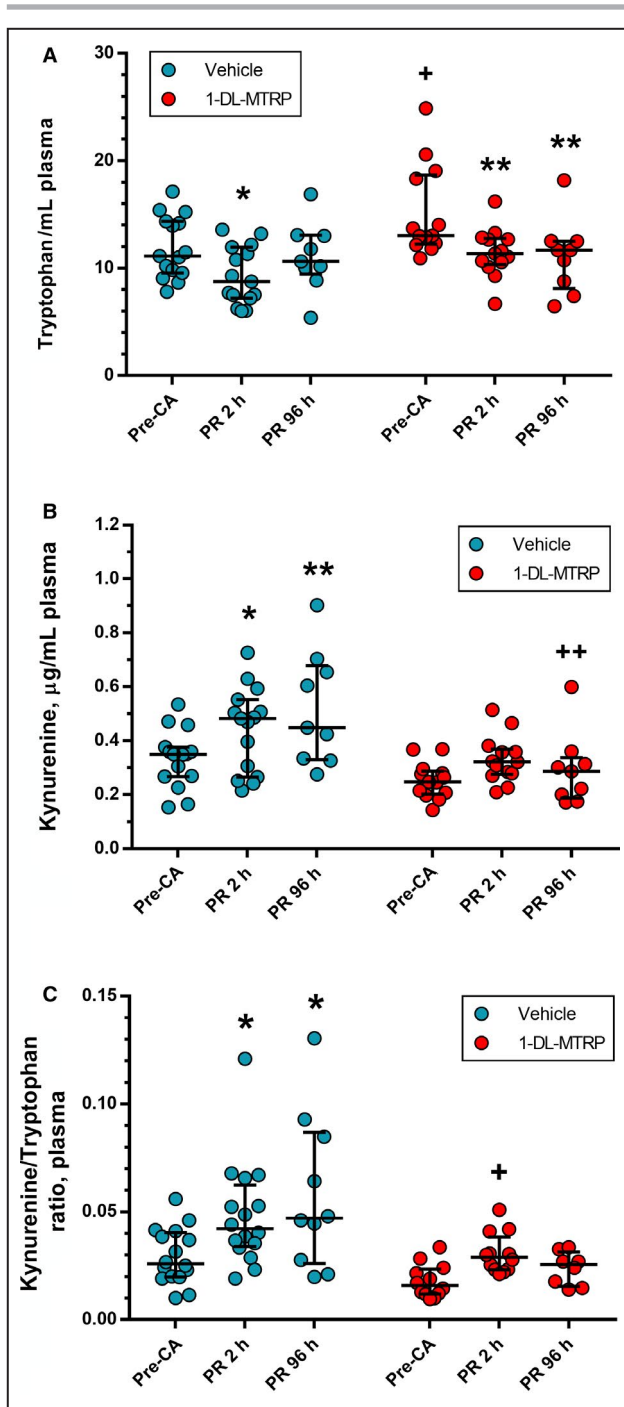 A
30
20
10
0
Tryptophan/mL plasma
Vehicle
1-DL-MTRP
*
+
**
**
Pre-CA
PR 2 h
PR 96 h
Pre-CA
PR 2 h
PR 96 h
B
1.2
1.0
0.8
0.6
0.4
0.2
0.0
Kynurenine, µg/mL plasma
Vehicle
1-DL-MTRP
*
**
++
Pre-CA
PR 2 h
PR 96 h
Pre-CA
PR 2 h
PR 96 h
C
0.15
0.10
0.05
0.00
Kynurenine/Tryptophan
ratio, plasma
Vehicle
1-DL-MTRP
*
*
+
Pre-CA
PR 2 h
PR 96 h
Pre-CA
PR 2 h
PR 96 h